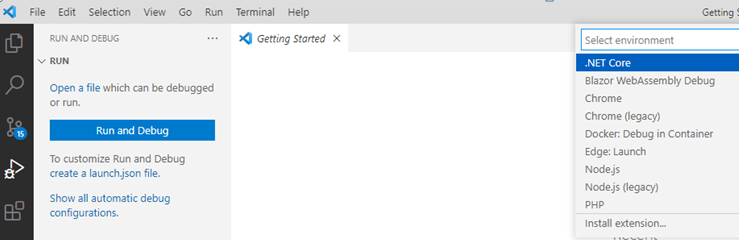 File Edit Selection View Go Run Terminal Help
Getting Sta
RUN AND DEBUG
Getting Started
RUN
Open a file which can be debugged
or run.
Run and Debug
To customize Run and Debug
create a launch.json file.
Show all automatic debug
configurations.
15
Select environment
.NET Core
Blazor WebAssembly Debug
Chrome
Chrome (legacy)
Docker: Debug in Container
Edge: Launch
Node.js
Node.js (legacy)
PHP
Install extension...